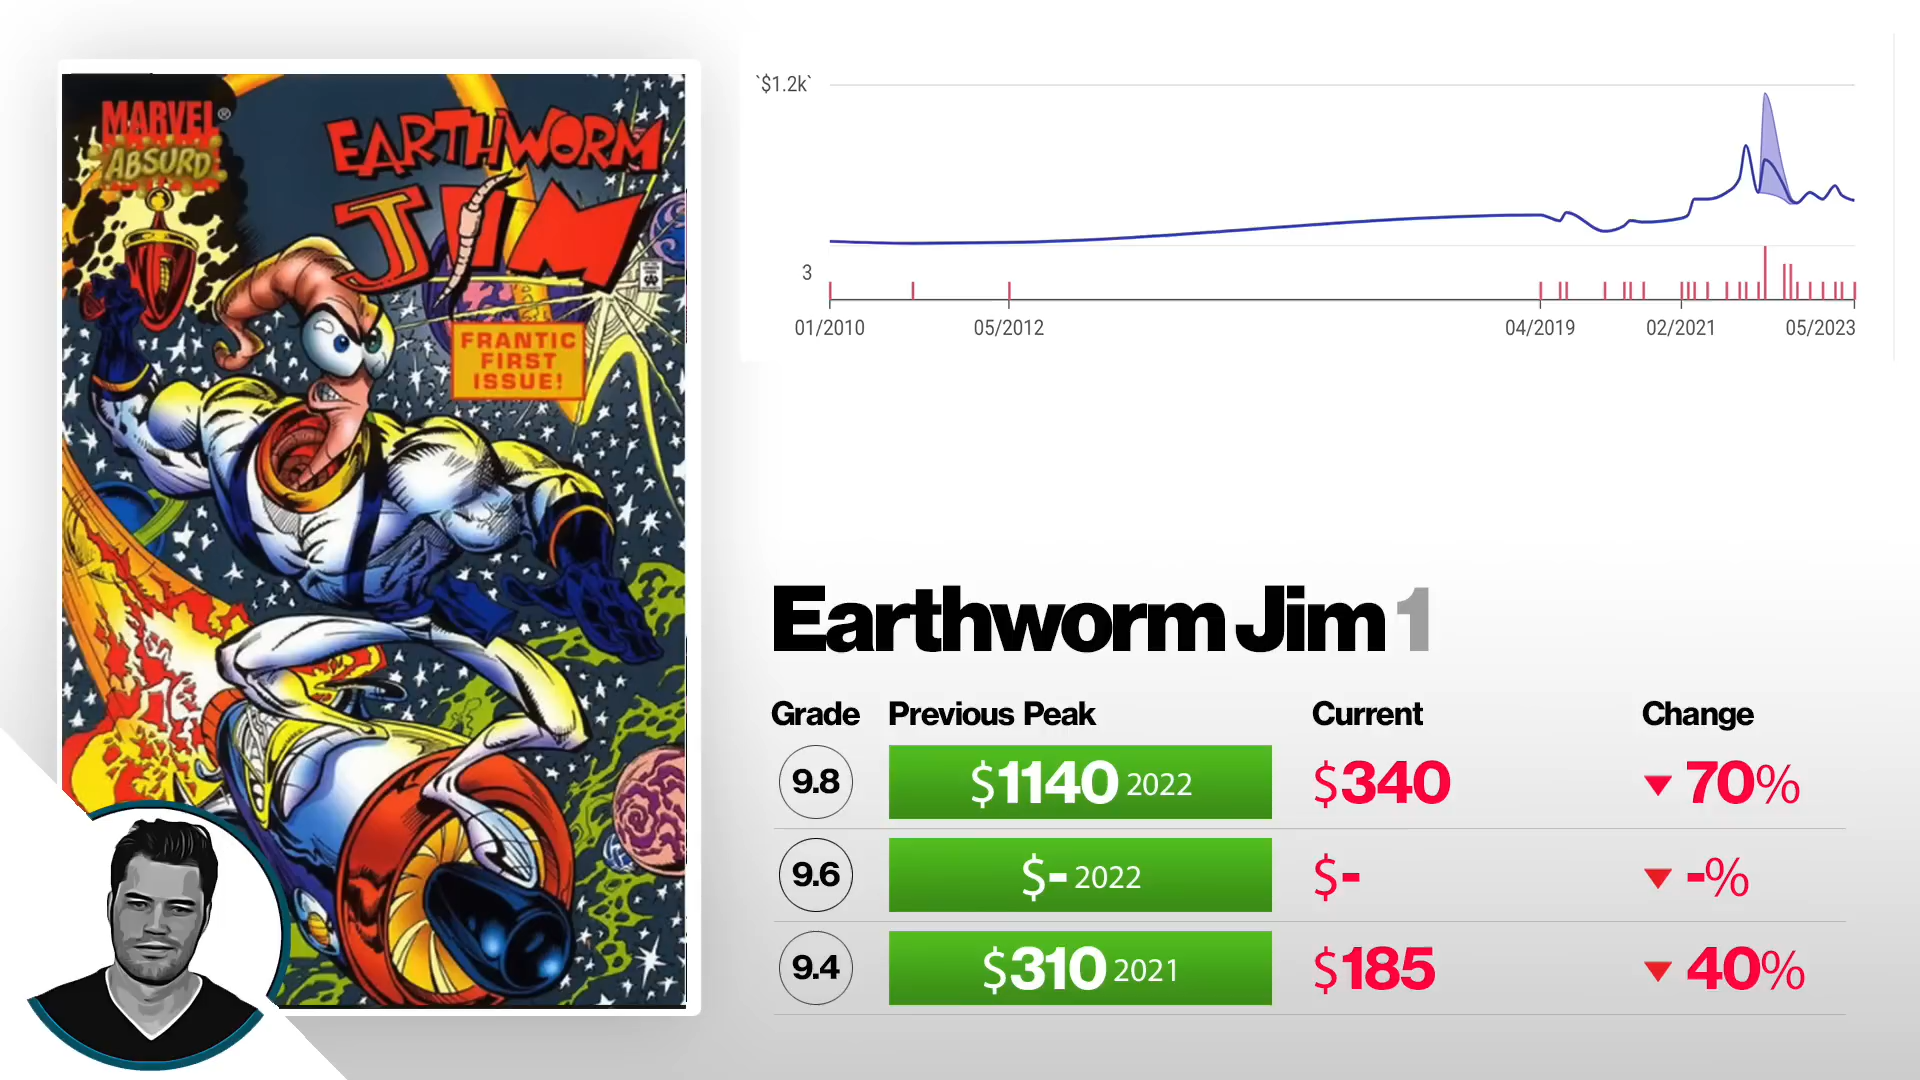 MARVEL®
ABSURD
EARTHWORM
JIM
FRANTIC
FIRST
ISSUE!
`$1.2k`
3
01/2010
05/2012
04/2019
02/2021
05/2023
Earthworm Jim 1
Grade Previous Peak Current Change
9.8 $1140 2022 $340 ▼ 70%
9.6 $- 2022 $- ▼ -%
9.4 $310 2021 $185 ▼ 40%